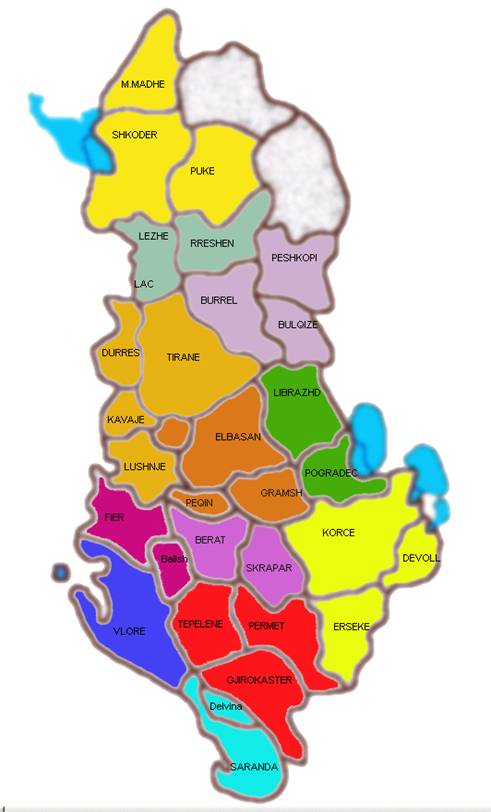 M.MADHE
SHKODER
PUKE
LEZHE
RRESHEN
PESHKOPI
LAC
BURREL
BULQIZE
DURRES
TIRANE
LIBRAZHD
KAVAJE
ELBASAN
LUSHNJE
POGRADEC
GRAMSH
PEQIN
FIER
KORCE
BERAT
Ballsh
DEVOLL
SKRAPAR
TEPELENE
PERMET
ERSEKE
VLORE
GJIROKASTER
Delvina
SARANDA